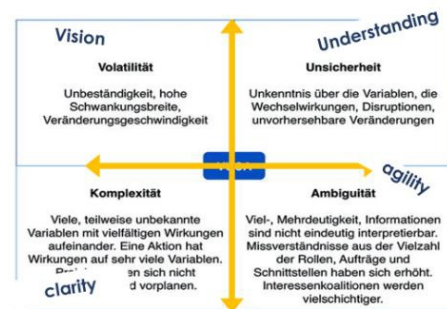 Vision
Understanding
Volatilität
Unbeständigkeit, hohe
Schwankungsbreite,
Veränderungsgeschwindigkeit
Unsicherheit
Unkenntnis über die Variablen, die
Wechselwirkungen, Disruptionen,
unvorhersehbare Veränderungen
agility
Komplexität
Viele, teilweise unbekannte
Variablen mit vielfältigen Wirkungen
aufeinander. Eine Aktion hat
Wirkungen auf sehr viele Variablen.
sich nicht
vorplanen.
clarity
Ambiguität
Viel-, Mehrdeutigkeit, Informationen
sind nicht eindeutig interpretierbar.
Missverständnisse aus der Vielzahl
der Rollen, Aufträge und
Schnittstellen haben sich erhöht.
Interessenkoalitionen werden
vielschichtiger.